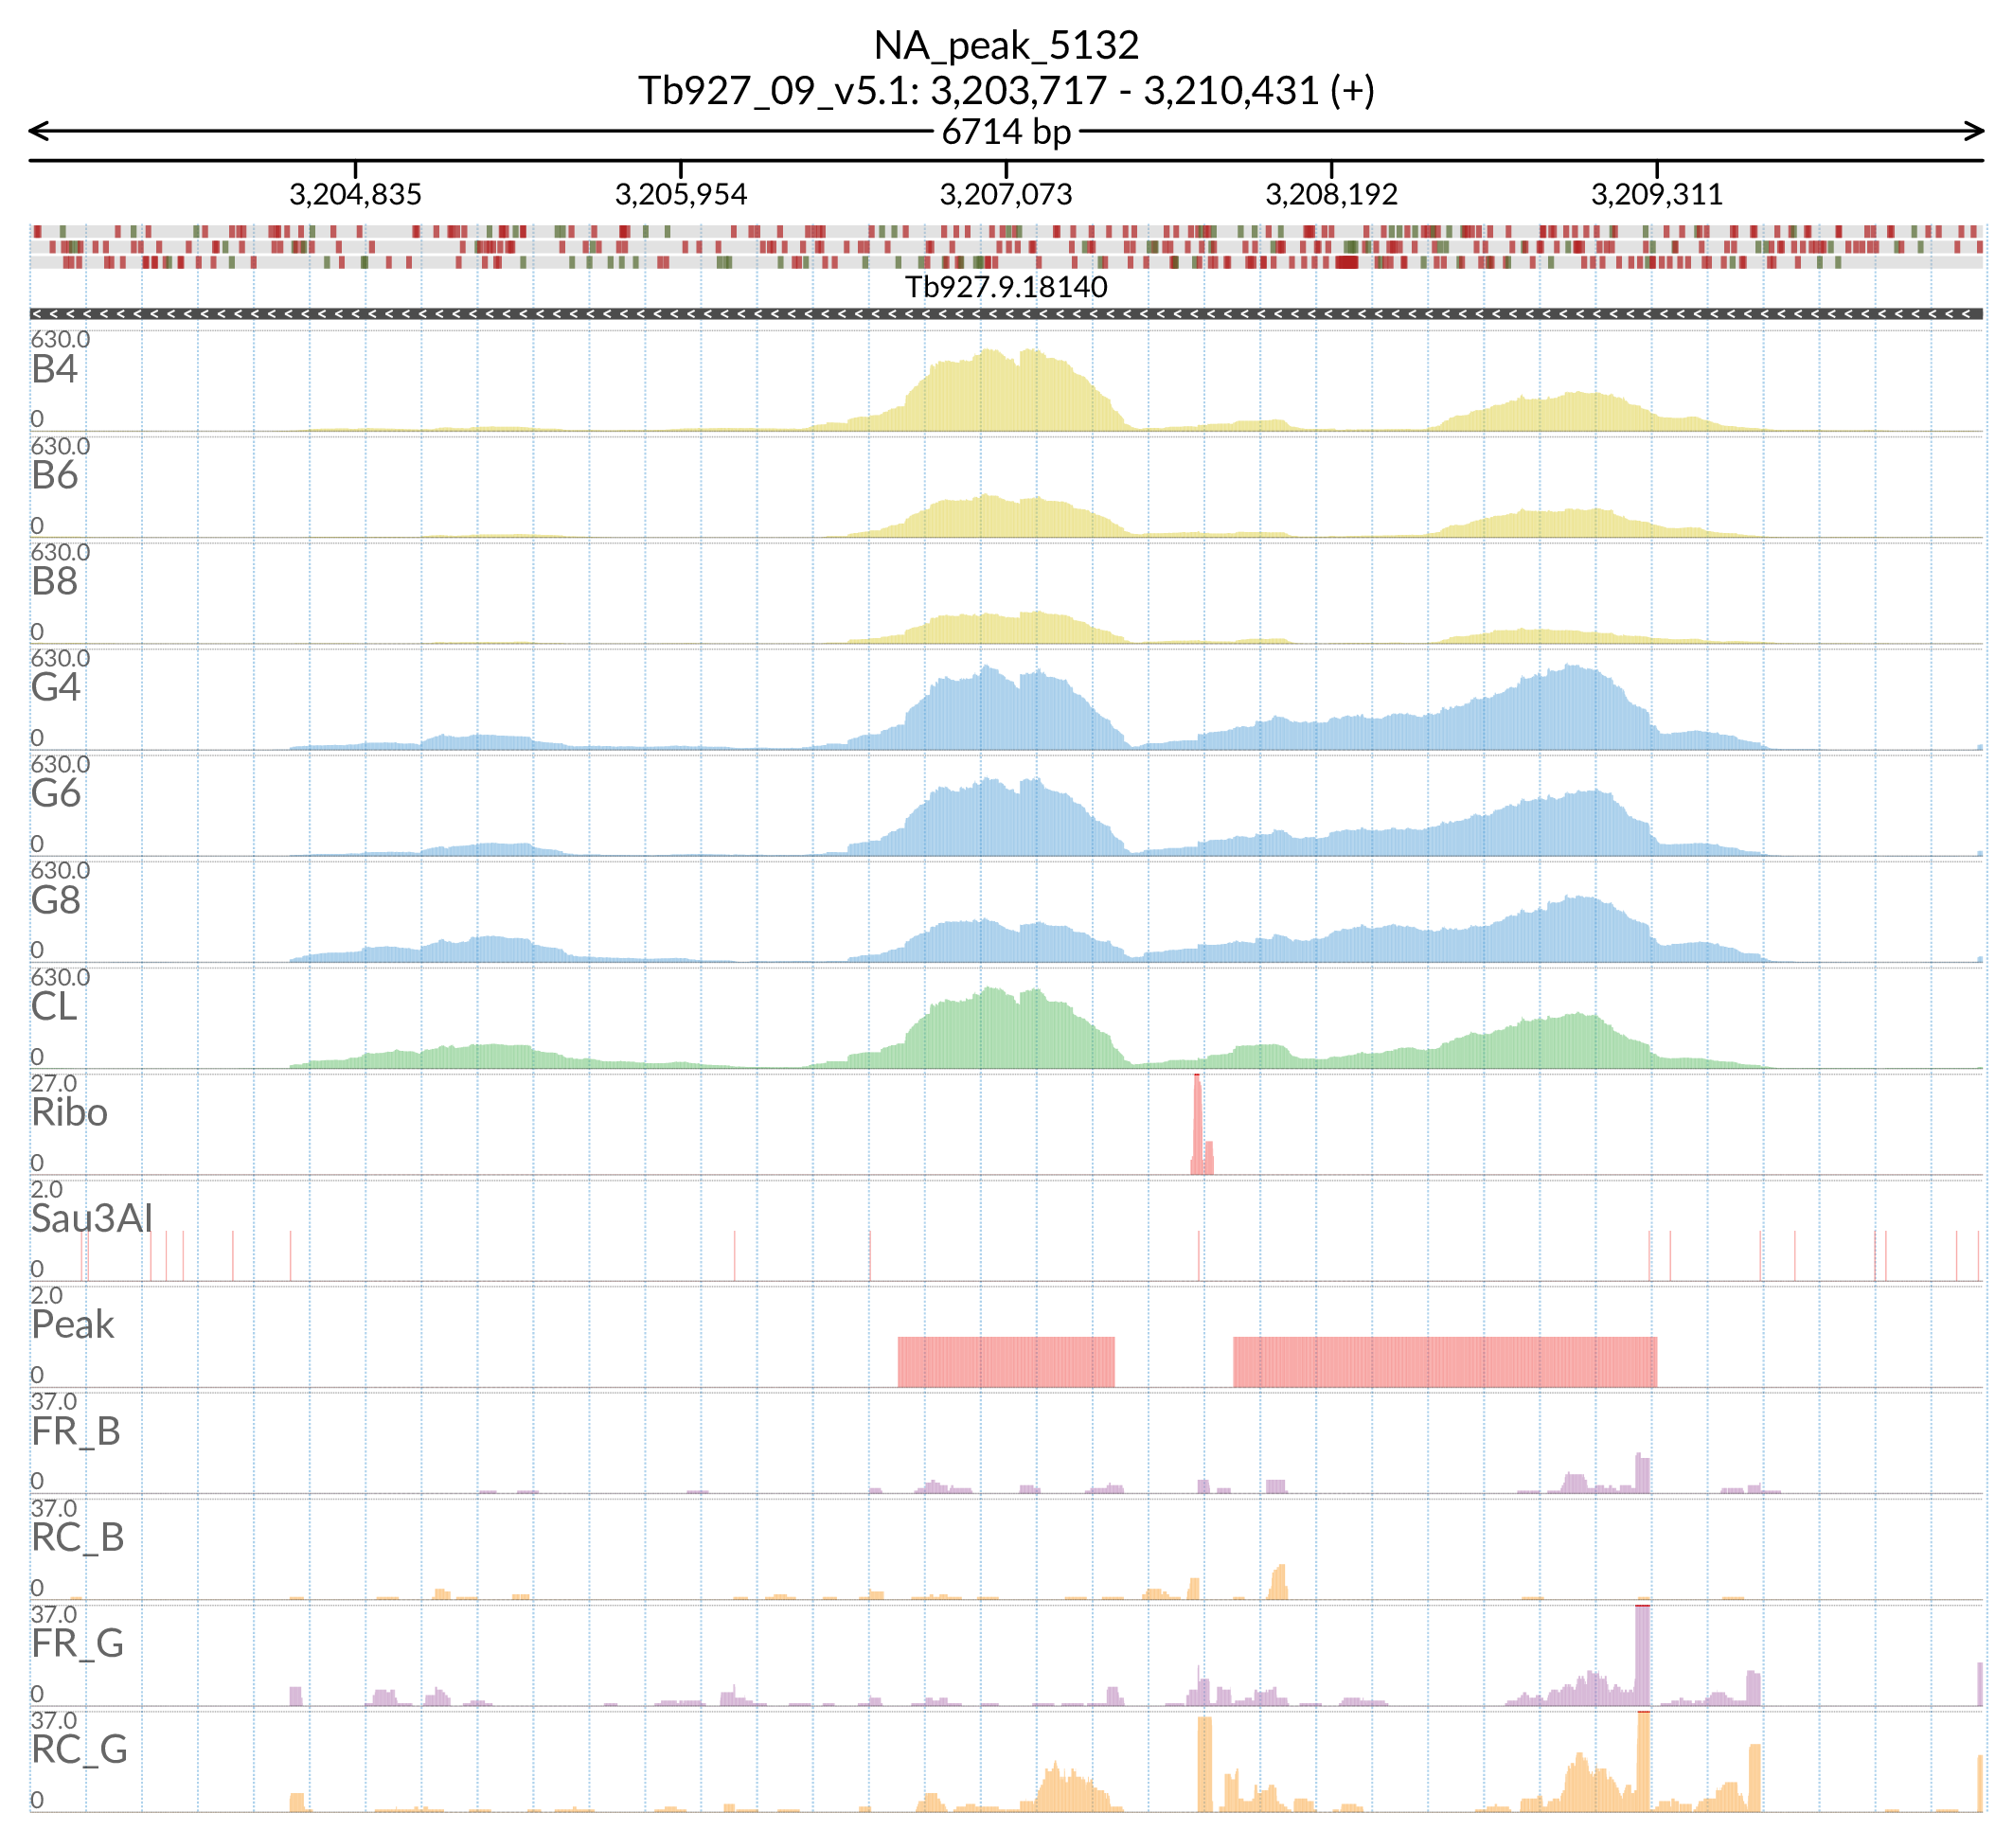 NA_peak_5132
Tb927_09_v5.1: 3,203,717 - 3,210,431 (+)
6714 bp
3,204,835 3,205,954 3,207,073 3,208,192 3,209,311
Tb927.9.18140
630.0
B4
0
630.0
B6
0
630.0
B8
0
630.0
G4
0
630.0
G6
0
630.0
G8
0
630.0
CL
0
27.0
Ribo
0
2.0
Sau3AI
0
2.0
Peak
0
37.0
FR_B
0
37.0
RC_B
0
37.0
FR_G
0
37.0
RC_G
0